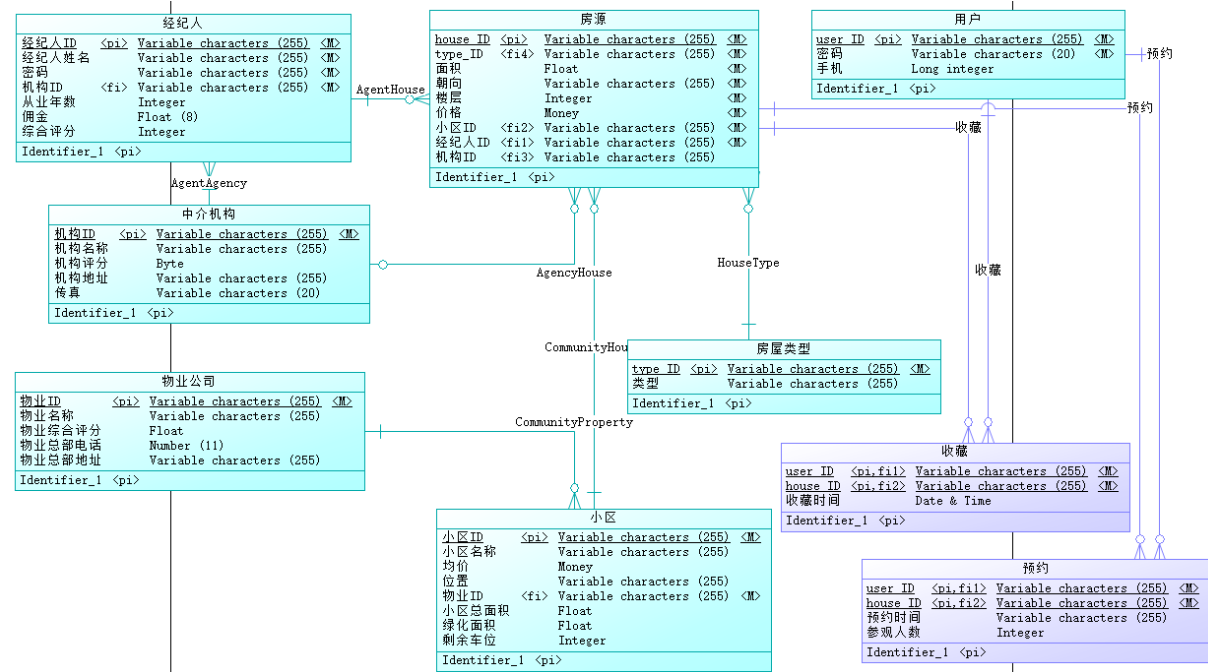 经纪人
经纪人ID <pi> Variable characters (255) <M>
经纪人姓名 Variable characters (255) <M>
密码 Variable characters (255) <M>
机构ID <fi> Variable characters (255) <M>
从业年数 Integer
佣金 Float (8)
综合评分 Integer
Identifier_1 <pi>
AgentHouse
房源
house_ID <pi> Variable characters (255) <M>
type_ID <fi4> Variable characters (255) <M>
面积 Float <M>
朝向 Variable characters (255) <M>
楼层 Integer <M>
价格 Money <M>
小区ID <fi2> Variable characters (255) <M>
经纪人ID <fi1> Variable characters (255) <M>
机构ID <fi3> Variable characters (255)
Identifier_1 <pi>
用户
user_ID <pi> Variable characters (255) <M>
密码 Variable characters (20) <M>
手机 Long integer
Identifier_1 <pi>
预约
预约
收藏
收藏
AgentAgency
中介机构
机构ID <pi> Variable characters (255) <M>
机构名称 Variable characters (255)
机构评分 Byte
机构地址 Variable characters (255)
传真 Variable characters (20)
Identifier_1 <pi>
AgencyHouse
HouseType
CommunityHou
房屋类型
type_ID <pi> Variable characters (255) <M>
类型 Variable characters (255)
Identifier_1 <pi>
物业公司
物业ID <pi> Variable characters (255) <M>
物业名称 Variable characters (255)
物业综合评分 Float
物业总部电话 Number (11)
物业总部地址 Variable characters (255)
Identifier_1 <pi>
CommunityProperty
收藏
user_ID <pi,fi1> Variable characters (255) <M>
house_ID <pi,fi2> Variable characters (255) <M>
收藏时间 Date & Time
Identifier_1 <pi>
小区
小区ID <pi> Variable characters (255) <M>
小区名称 Variable characters (255)
均价 Money
位置 Variable characters (255)
物业ID <fi> Variable characters (255) <M>
小区总面积 Float
绿化面积 Float
剩余车位 Integer
Identifier_1 <pi>
预约
user_ID <pi,fi1> Variable characters (255) <M>
house_ID <pi,fi2> Variable characters (255) <M>
预约时间 Variable characters (255)
参观人数 Integer
Identifier_1 <pi>